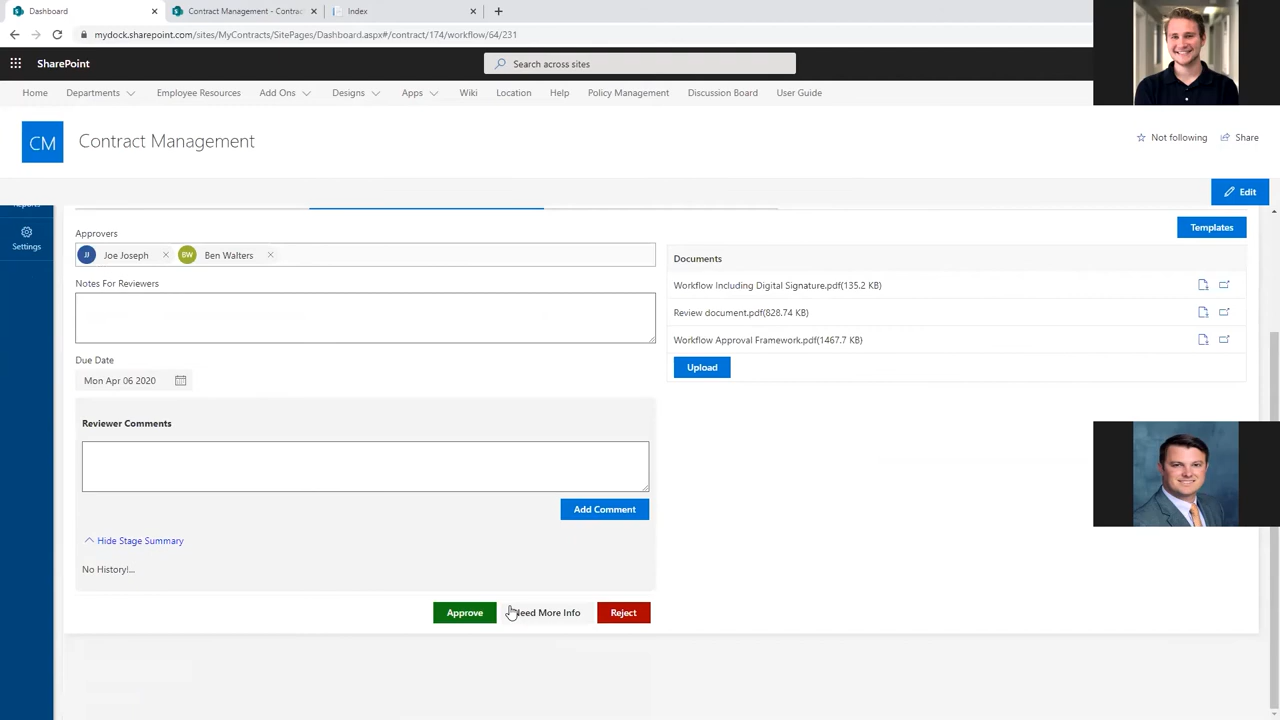 Dashboard
Contract Management - Contrac
Index
mydock.sharepoint.com/sites/MyContracts/SitePages/Dashboard.aspx#/contract/174/workflow/64/231
SharePoint
Search across sites
Home Departments Employee Resources Add Ons Designs Apps Wiki Location Help Policy Management Discussion Board User Guide
CM
Contract Management
Not following
Share
Edit
Settings
Templates
Approvers
JJ Joe Joseph BW Ben Walters
Documents
Notes For Reviewers
Workflow Including Digital Signature.pdf(135.2 KB)
Review document.pdf(828.74 KB)
Workflow Approval Framework.pdf(1467.7 KB)
Due Date
Upload
Mon Apr 06 2020
Reviewer Comments
Add Comment
Hide Stage Summary
No History!...
Approve
Need More Info
Reject